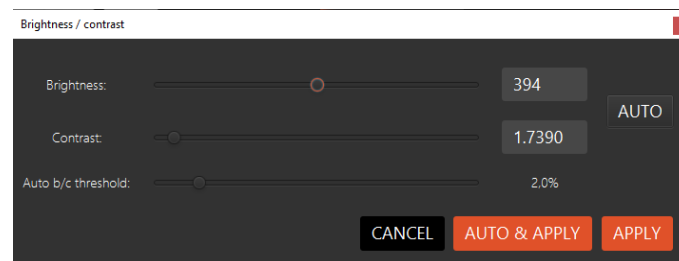 Brightness / contrast
Brightness: 394
AUTO
Contrast: 1.7390
Auto b/c threshold: 2,0%
CANCEL AUTO & APPLY APPLY